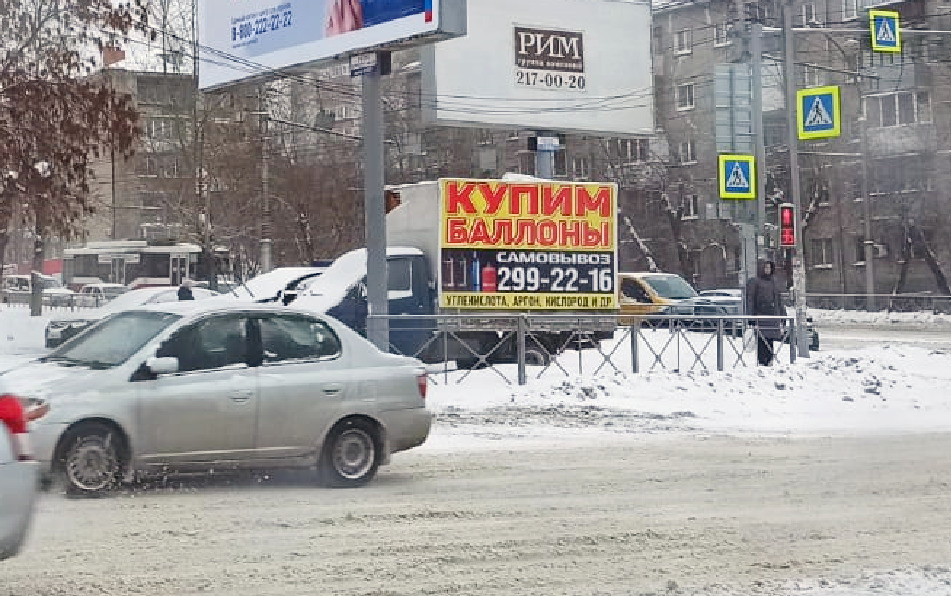 8-800-222-22-22
РИМ
группа компаний
217-00-20
КУПИМ
БАЛЛОНЫ
САМОВЫВОЗ
299-22-16
УГЛЕКИСЛОТА, АРГОН, КИСЛОРОД И ДР